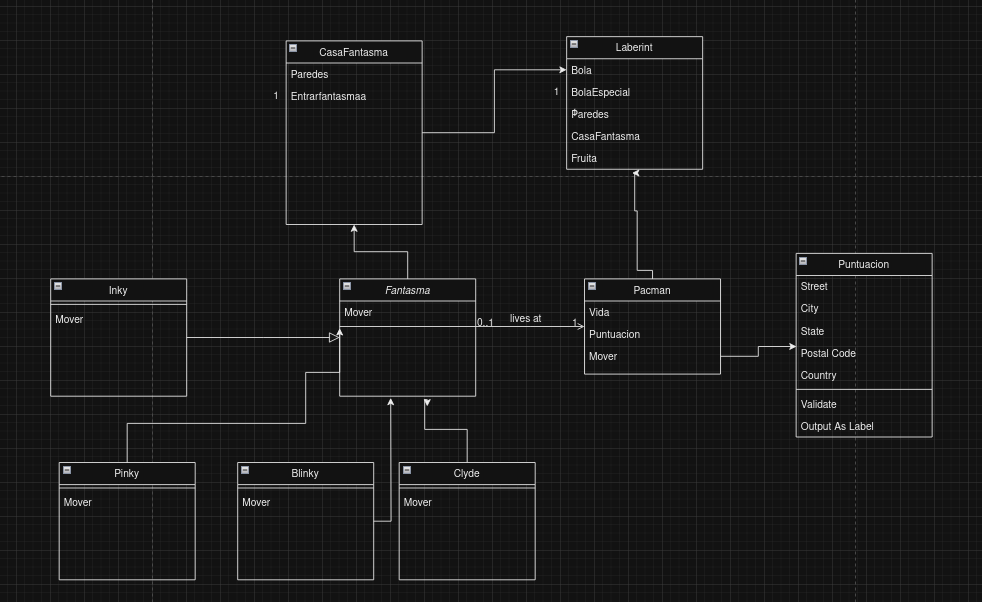 CasaFantasma
Paredes
1
Entrarfantasmaa
Laberint
Bola
1
BolaEspecial
Paredes
CasaFantasma
Fruita
Inky
Mover
Fantasma
Mover
0..1
lives at
1
Pacman
Vida
Puntuacion
Mover
Puntuacion
Street
City
State
Postal Code
Country
Validate
Output As Label
Pinky
Mover
Blinky
Mover
Clyde
Mover